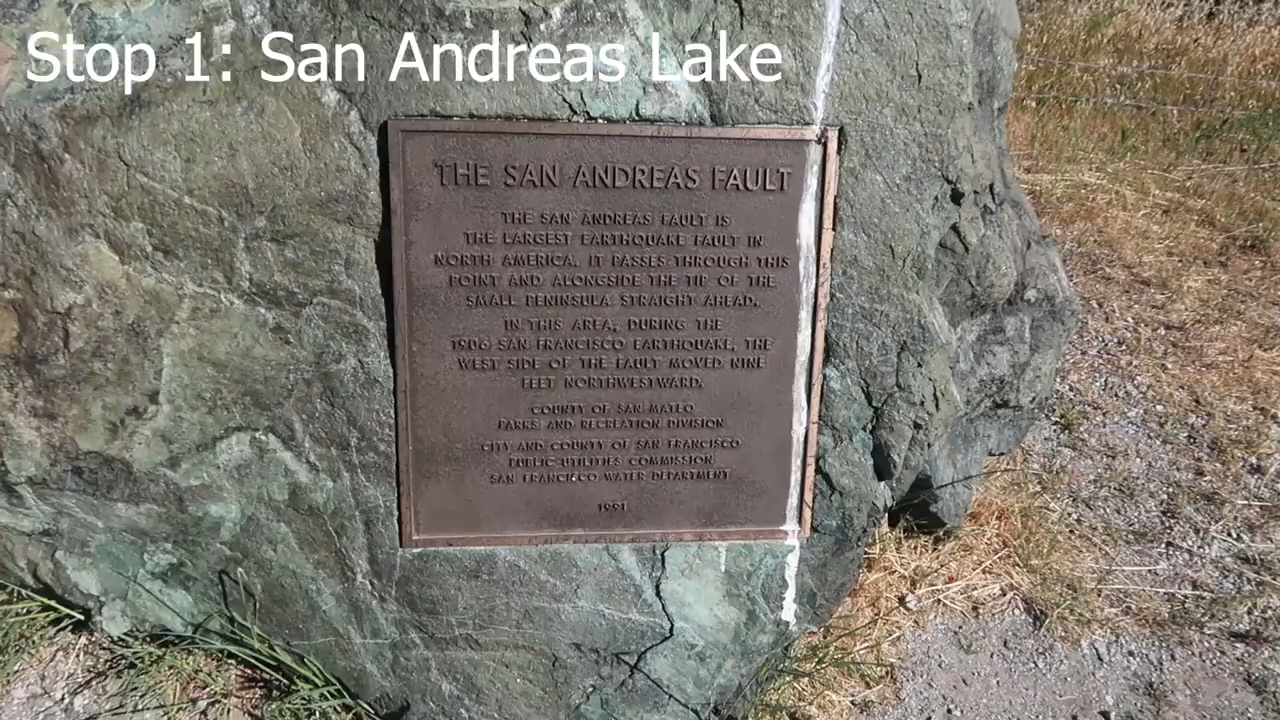 Stop 1: San Andreas Lake
THE SAN ANDREAS FAULT
THE SAN ANDREAS FAULT IS
THE LARGEST EARTHQUAKE FAULT IN
NORTH AMERICA. IT PASSES THROUGH THIS
POINT AND ALONGSIDE THE TIP OF THE
SMALL PENINSULA STRAIGHT AHEAD.
IN THIS AREA, DURING THE
1906 SAN FRANCISCO EARTHQUAKE, THE
WEST SIDE OF THE FAULT MOVED NINE
FEET NORTHWESTWARD.
COUNTY OF SAN MATEO
PARKS AND RECREATION DIVISION
CITY AND COUNTY OF SAN FRANCISCO
PUBLIC UTILITIES COMMISSION
SAN FRANCISCO WATER DEPARTMENT
1991